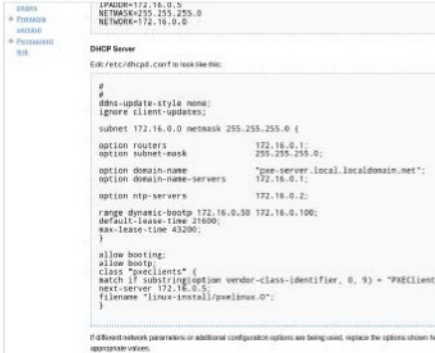 pages
Printable
version
Permanent
link
IPADDR=172.16.0.5
NETMASK=255.255.255.0
NETWORK=172.16.0.0
DHCP Server
Edit /etc/dhcpd.conf to look like this:
#
#
ddns-update-style none;
ignore client-updates;
subnet 172.16.0.0 netmask 255.255.255.0 {
option routers 172.16.0.1;
option subnet-mask 255.255.255.0;
option domain-name "pxe-server.local.localdomain.net";
option domain-name-servers 172.16.0.1;
option ntp-servers 172.16.0.2;
range dynamic-bootp 172.16.0.50 172.16.0.100;
default-lease-time 21600;
max-lease-time 43200;
}
allow booting;
allow bootp;
class "pxeclients" {
match if substring(option vendor-class-identifier, 0, 9) = "PXEClient
next-server 172.16.0.5;
filename "linux-install/pxelinux.0";
}
If different network parameters or additional configuration options are being used, replace the options shown
appropriate values.